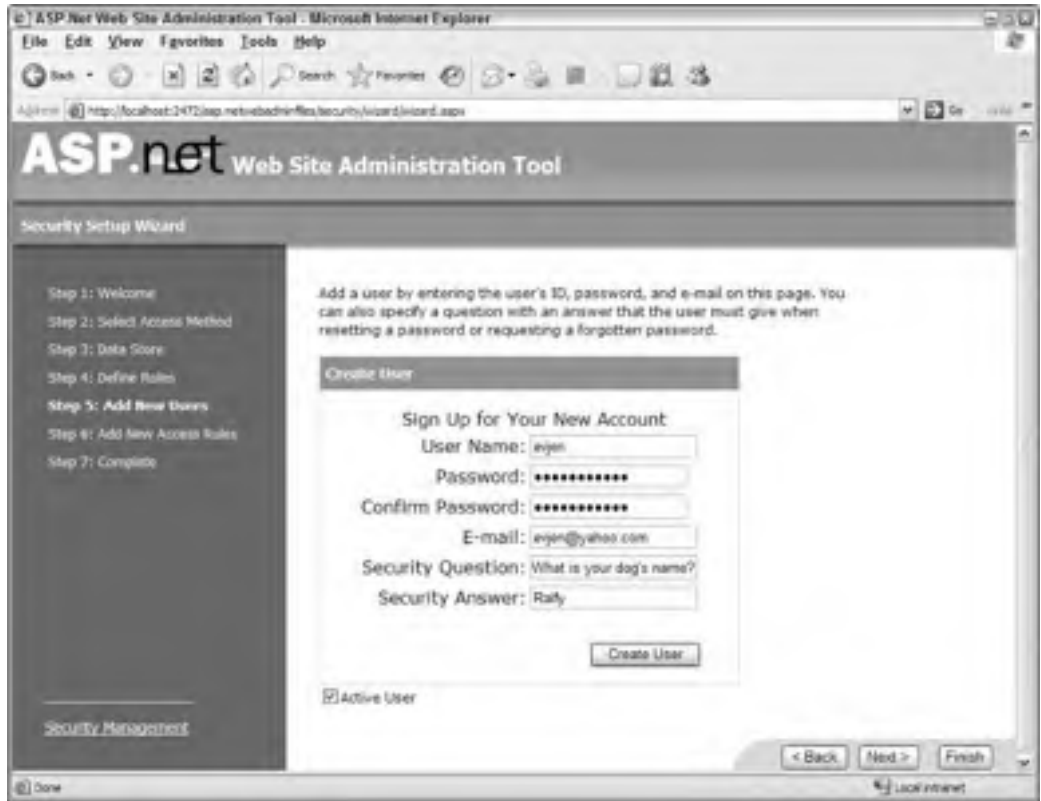 ASP.Net Web Site Administration Tool - Microsoft Internet Explorer
File Edit View Favorites Tools Help
Back Search Favorites
Address http://localhost:2472/asp.netwebadminfiles/security/wizard/wizard.aspx Go
ASP.net Web Site Administration Tool
Security Setup Wizard
Step 1: Welcome
Step 2: Select Access Method
Step 3: Data Store
Step 4: Define Roles
Step 5: Add New Users
Step 6: Add New Access Rules
Step 7: Complete
Security Management
Add a user by entering the user's ID, password, and e-mail on this page. You
can also specify a question with an answer that the user must give when
resetting a password or requesting a forgotten password.
Create User
Sign Up for Your New Account
User Name: evjen
Password: •••••••••••
Confirm Password: •••••••••••
E-mail: evjen@yahoo.com
Security Question: What is your dog's name?
Security Answer:
Create User
Active User
< Back Next > Finish
Done Local intranet